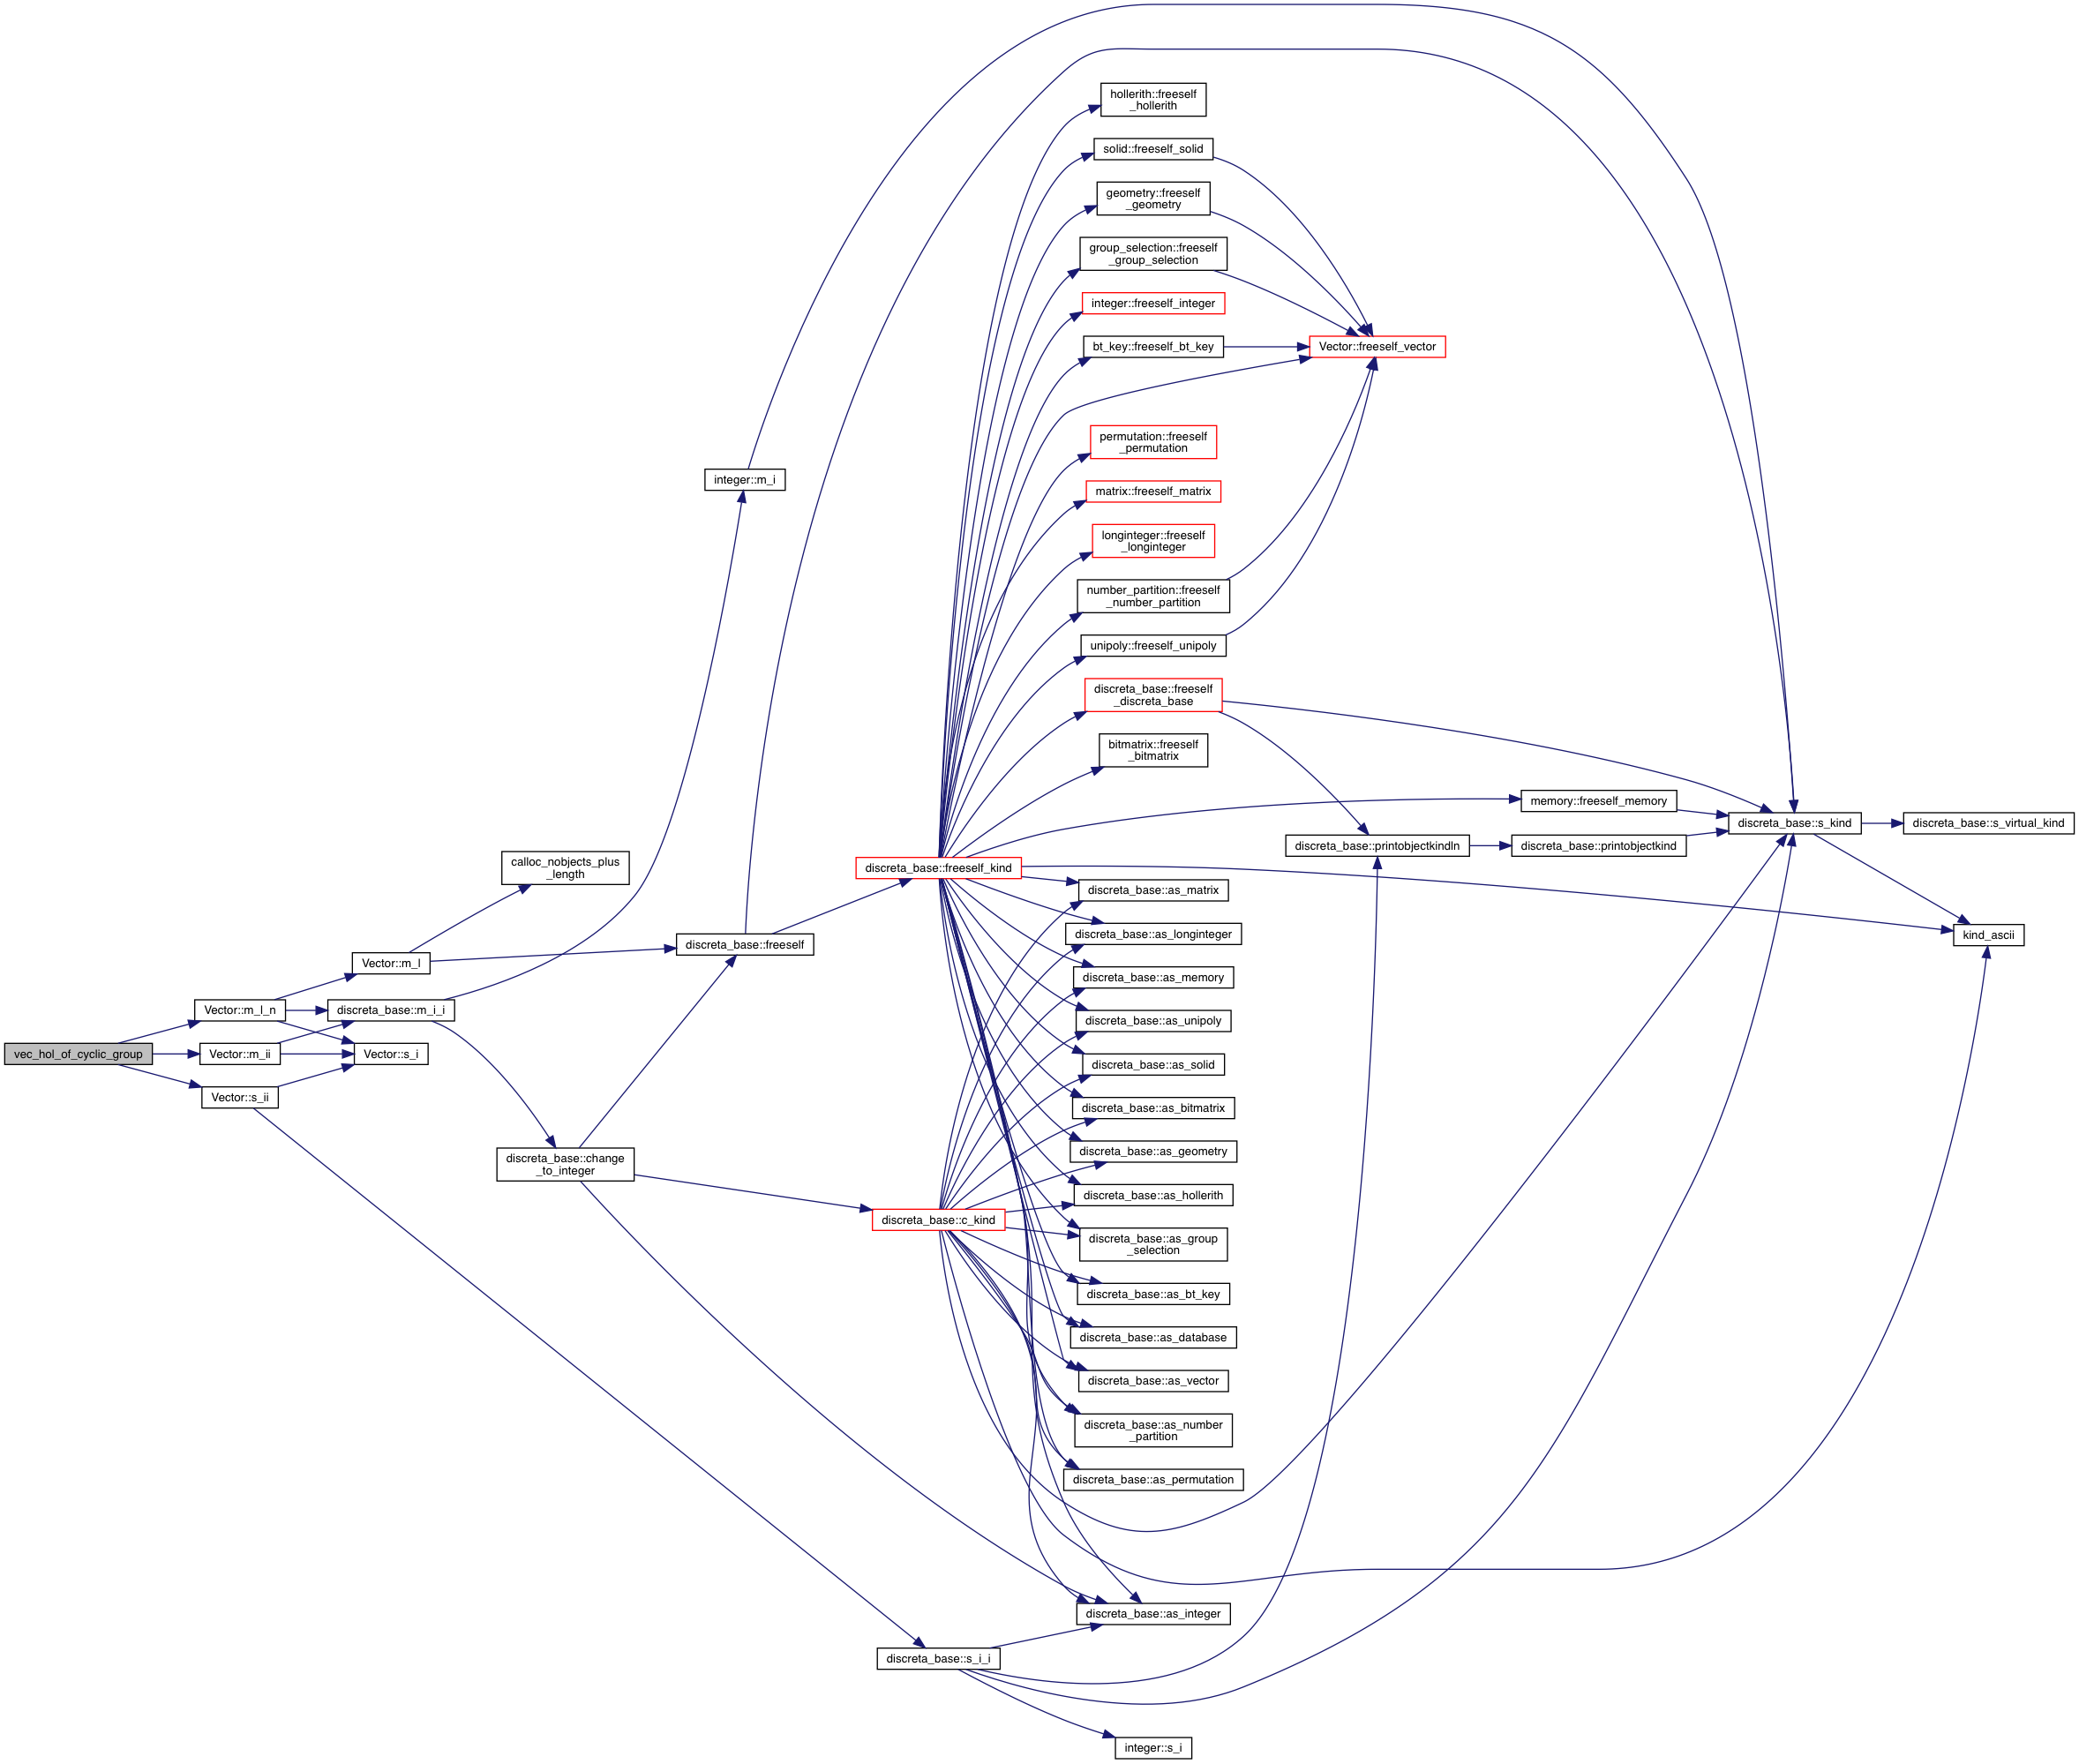 hollerith::freeself
_hollerith
solid::freeself_solid
geometry::freeself
_geometry
group_selection::freeself
_group_selection
integer::freeself_integer
bt_key::freeself_bt_key
Vector::freeself_vector
permutation::freeself
_permutation
integer::m_i
matrix::freeself_matrix
longinteger::freeself
_longinteger
number_partition::freeself
_number_partition
unipoly::freeself_unipoly
discreta_base::freeself
_discreta_base
bitmatrix::freeself
_bitmatrix
memory::freeself_memory
discreta_base::s_kind
discreta_base::s_virtual_kind
discreta_base::printobjectkindln
discreta_base::printobjectkind
calloc_nobjects_plus
_length
discreta_base::freeself_kind
discreta_base::as_matrix
discreta_base::as_longinteger
kind_ascii
discreta_base::freeself
Vector::m_l
discreta_base::as_memory
Vector::m_l_n
discreta_base::m_i_i
discreta_base::as_unipoly
vec_hol_of_cyclic_group
Vector::m_ii
Vector::s_i
discreta_base::as_solid
Vector::s_ii
discreta_base::as_bitmatrix
discreta_base::change
_to_integer
discreta_base::as_geometry
discreta_base::as_hollerith
discreta_base::c_kind
discreta_base::as_group
_selection
discreta_base::as_bt_key
discreta_base::as_database
discreta_base::as_vector
discreta_base::as_number
_partition
discreta_base::as_permutation
discreta_base::as_integer
discreta_base::s_i_i
integer::s_i